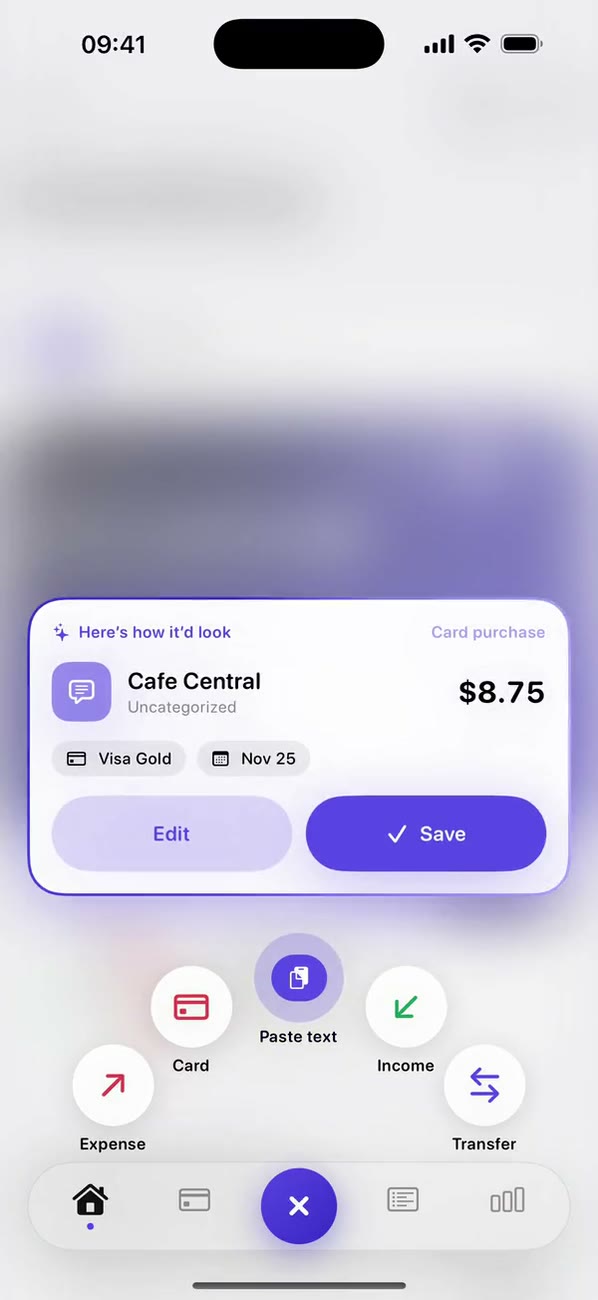 09:41
Here's how it'd look
Card purchase
Cafe Central
$8.75
Uncategorized
Visa Gold
Nov 25
Edit
Save
Paste text
Card
Income
Expense
Transfer